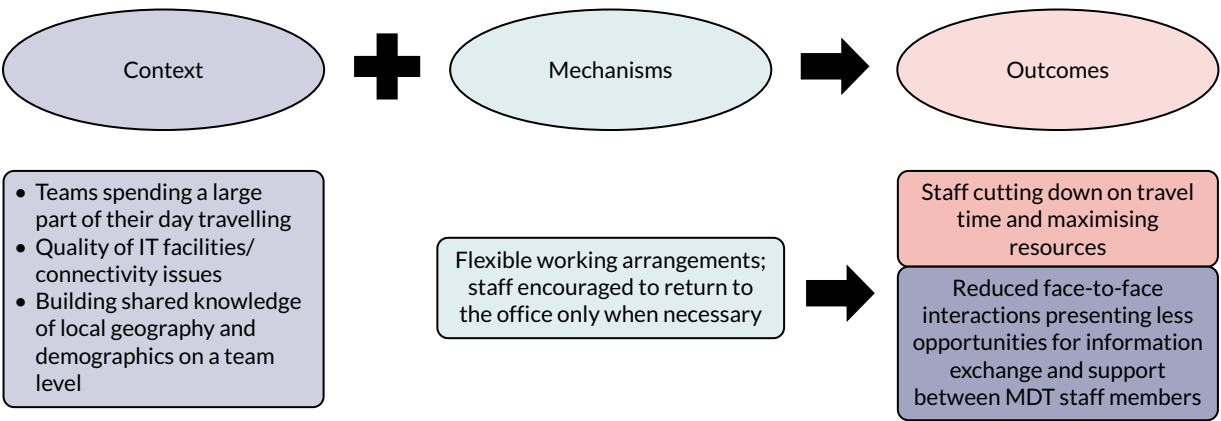 Context
Mechanisms
Outcomes
• Teams spending a large
part of their day travelling
• Quality of IT facilities/
connectivity issues
• Building shared knowledge
of local geography and
demographics on a team
level
Flexible working arrangements;
staff encouraged to return to
the office only when necessary
Staff cutting down on travel
time and maximising
resources
Reduced face-to-face
interactions presenting less
opportunities for information
exchange and support
between MDT staff members